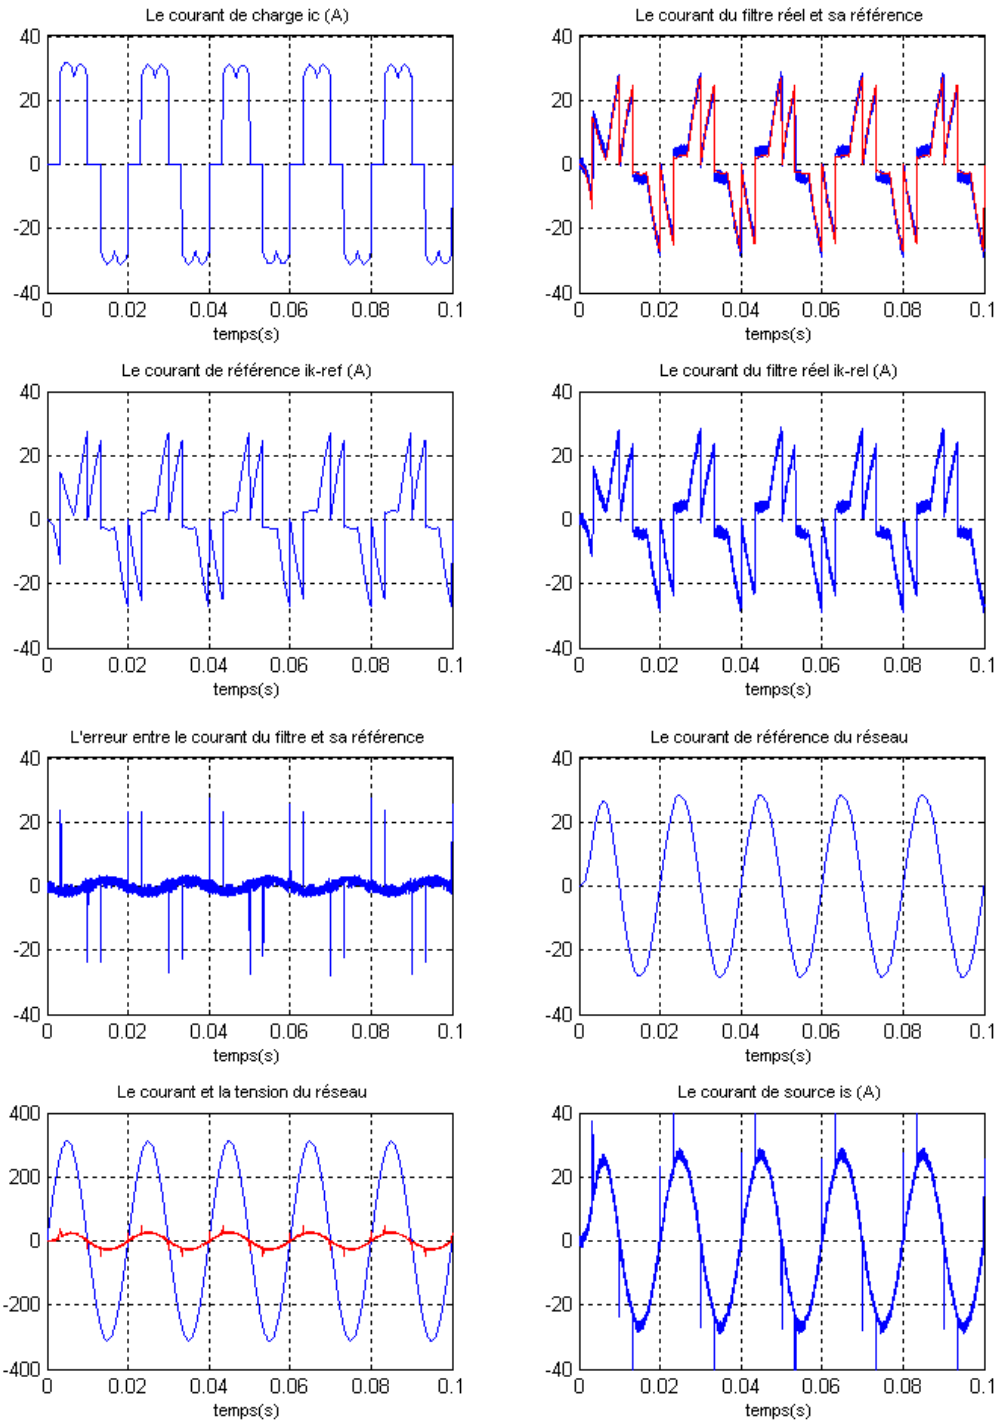 Le courant de charge ic (A)
40
20
0
-20
-40
0 0.02 0.04 0.06 0.08 0.1
temps(s)
Le courant du filtre réel et sa référence
40
20
0
-20
-40
0 0.02 0.04 0.06 0.08 0.1
temps(s)
Le courant de référence ik-ref (A)
40
20
0
-20
-40
0 0.02 0.04 0.06 0.08 0.1
temps(s)
Le courant du filtre réel ik-rel (A)
40
20
0
-20
-40
0 0.02 0.04 0.06 0.08 0.1
temps(s)
L'erreur entre le courant du filtre et sa référence
40
20
0
-20
-40
0 0.02 0.04 0.06 0.08 0.1
temps(s)
Le courant de référence du réseau
40
20
0
-20
-40
0 0.02 0.04 0.06 0.08 0.1
temps(s)
Le courant et la tension du réseau
400
200
0
-200
-400
0 0.02 0.04 0.06 0.08 0.1
temps(s)
Le courant de source is (A)
40
20
0
-20
-40
0 0.02 0.04 0.06 0.08 0.1
temps(s)